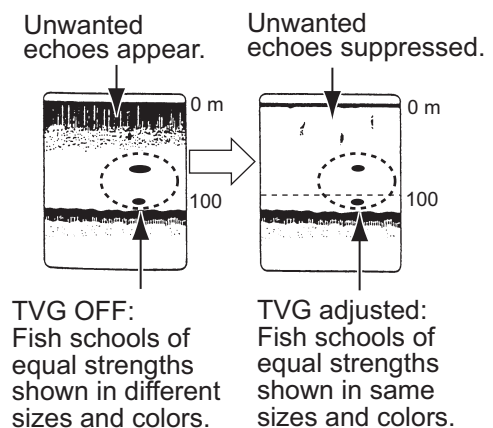 Unwanted
echoes appear.
Unwanted
echoes suppressed.
0 m
100
0 m
100
TVG OFF:
Fish schools of
equal strengths
shown in different
sizes and colors.
TVG adjusted:
Fish schools of
equal strengths
shown in same
sizes and colors.